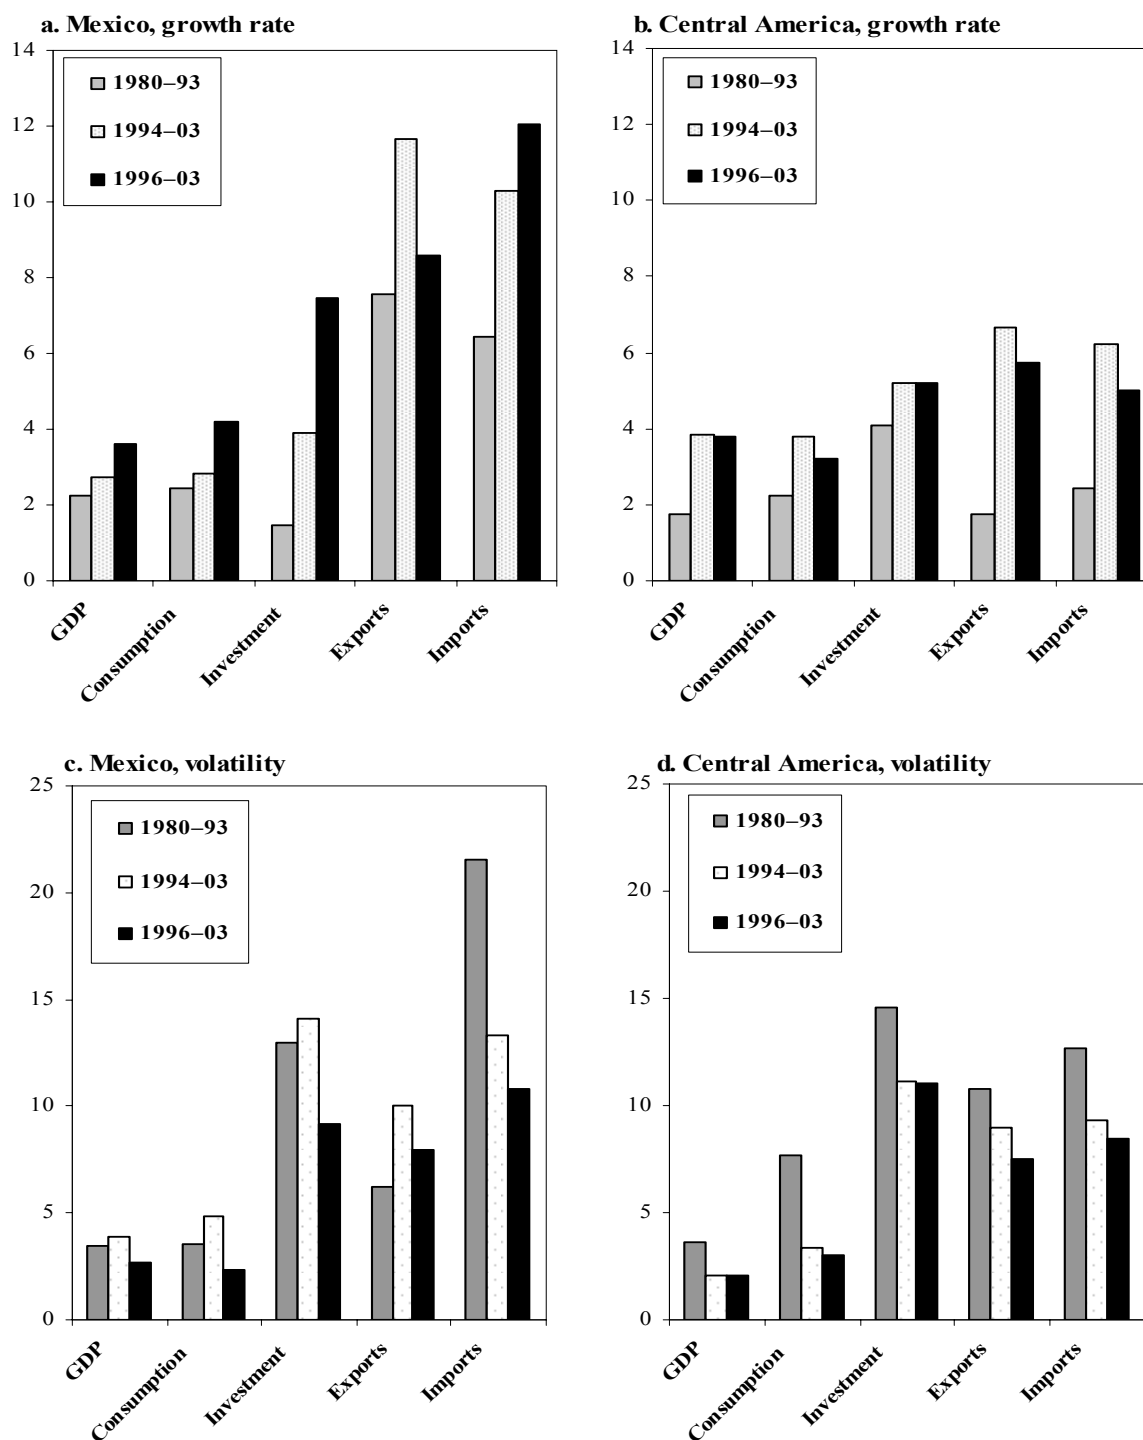 a. Mexico, growth rate
14
12
10
8
6
4
2
0
1980–93
1994–03
1996–03
GDP
Consumption
Investment
Exports
Imports
b. Central America, growth rate
14
12
10
8
6
4
2
0
1980–93
1994–03
1996–03
GDP
Consumption
Investment
Exports
Imports
c. Mexico, volatility
25
20
15
10
5
0
1980–93
1994–03
1996–03
GDP
Consumption
Investment
Exports
Imports
d. Central America, volatility
25
20
15
10
5
0
1980–93
1994–03
1996–03
GDP
Consumption
Investment
Exports
Imports